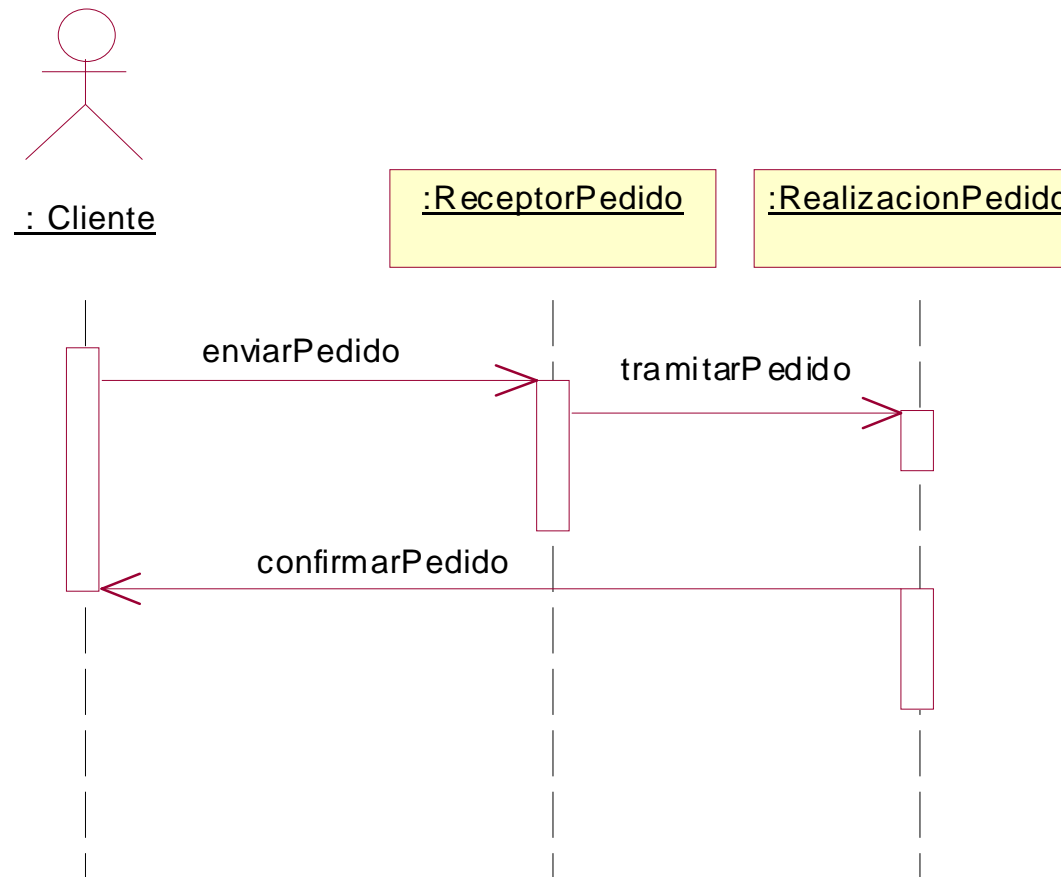 : Cliente
:ReceptorPedido
:RealizacionPedido
enviarPedido
tramitarPedido
confirmarPedido